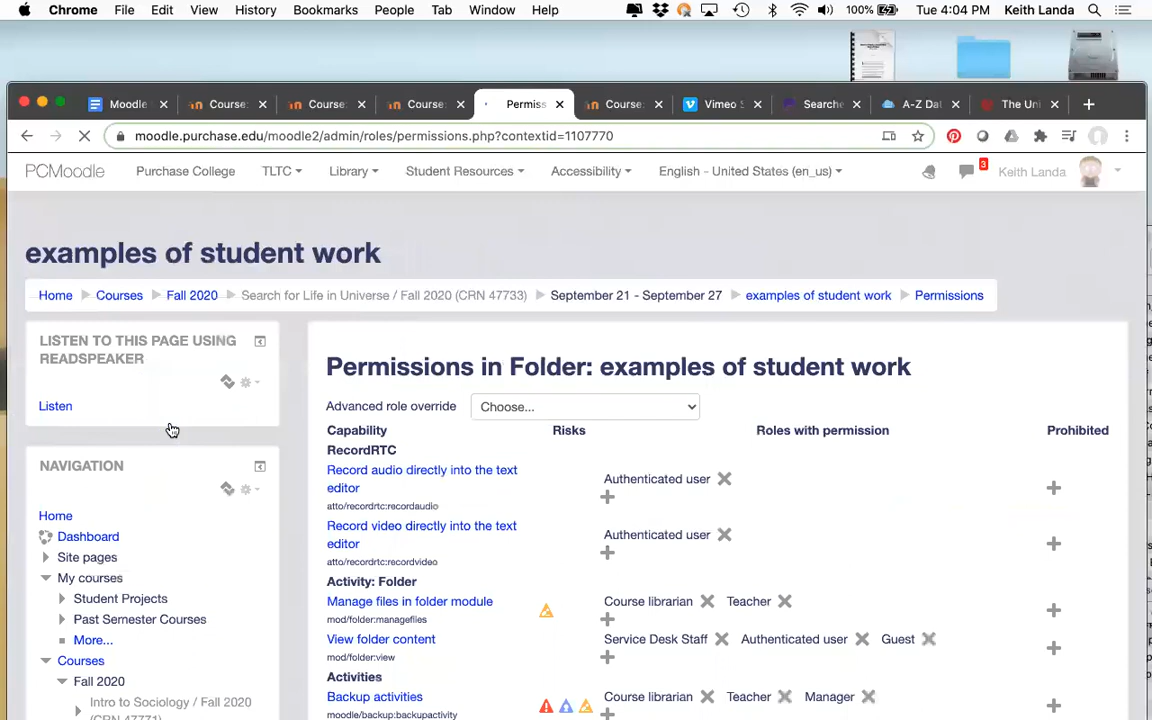 Chrome File Edit View History Bookmarks People Tab Window Help 100% Tue 4:04 PM Keith Landa
Moodle Course: Course: Course: Permiss Course: Vimeo S Searche A-Z Dat The Uni
moodle.purchase.edu/moodle2/admin/roles/permissions.php?contextid=1107770
PCMoodle Purchase College TLTC Library Student Resources Accessibility English - United States (en_us) 3 Keith Landa
examples of student work
Home Courses Fall 2020 Search for Life in Universe / Fall 2020 (CRN 47733) September 21 - September 27 examples of student work Permissions
LISTEN TO THIS PAGE USING
READSPEAKER
Listen
NAVIGATION
Home
Dashboard
Site pages
My courses
Student Projects
Past Semester Courses
More...
Courses
Fall 2020
Intro to Sociology / Fall 2020
(CRN 47771)
Permissions in Folder: examples of student work
Advanced role override Choose...
Capability Risks Roles with permission Prohibited
RecordRTC
Record audio directly into the text
editor
atto/recordrtc:recordaudio
Authenticated user
Record video directly into the text
editor
atto/recordrtc:recordvideo
Authenticated user
Activity: Folder
Manage files in folder module Course librarian Teacher
mod/folder:managefiles
View folder content Service Desk Staff Authenticated user Guest
mod/folder:view
Activities
Backup activities Course librarian Teacher Manager
moodle/backup:backupactivity